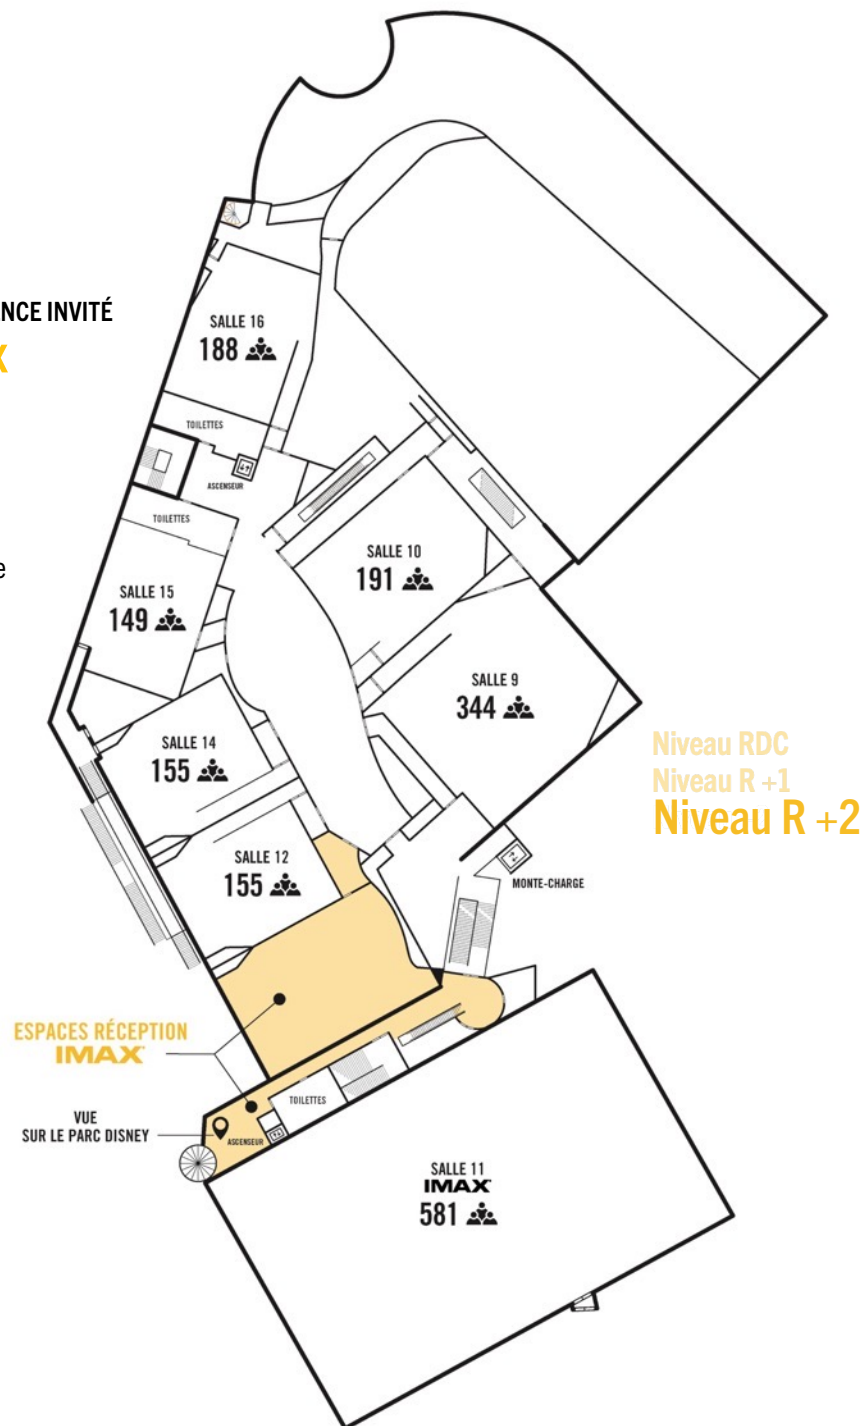 NCE INVITÉ
X
e
SALLE 16
188
TOILETTES
ASCENSEUR
TOILETTES
SALLE 15
149
SALLE 10
191
SALLE 9
344
SALLE 14
155
SALLE 12
155
Niveau RDC
Niveau R +1
Niveau R +2
MONTE-CHARGE
ESPACES RÉCEPTION
IMAX
TOILETTES
VUE
SUR LE PARC DISNEY
ASCENSEUR
SALLE 11
IMAX
581